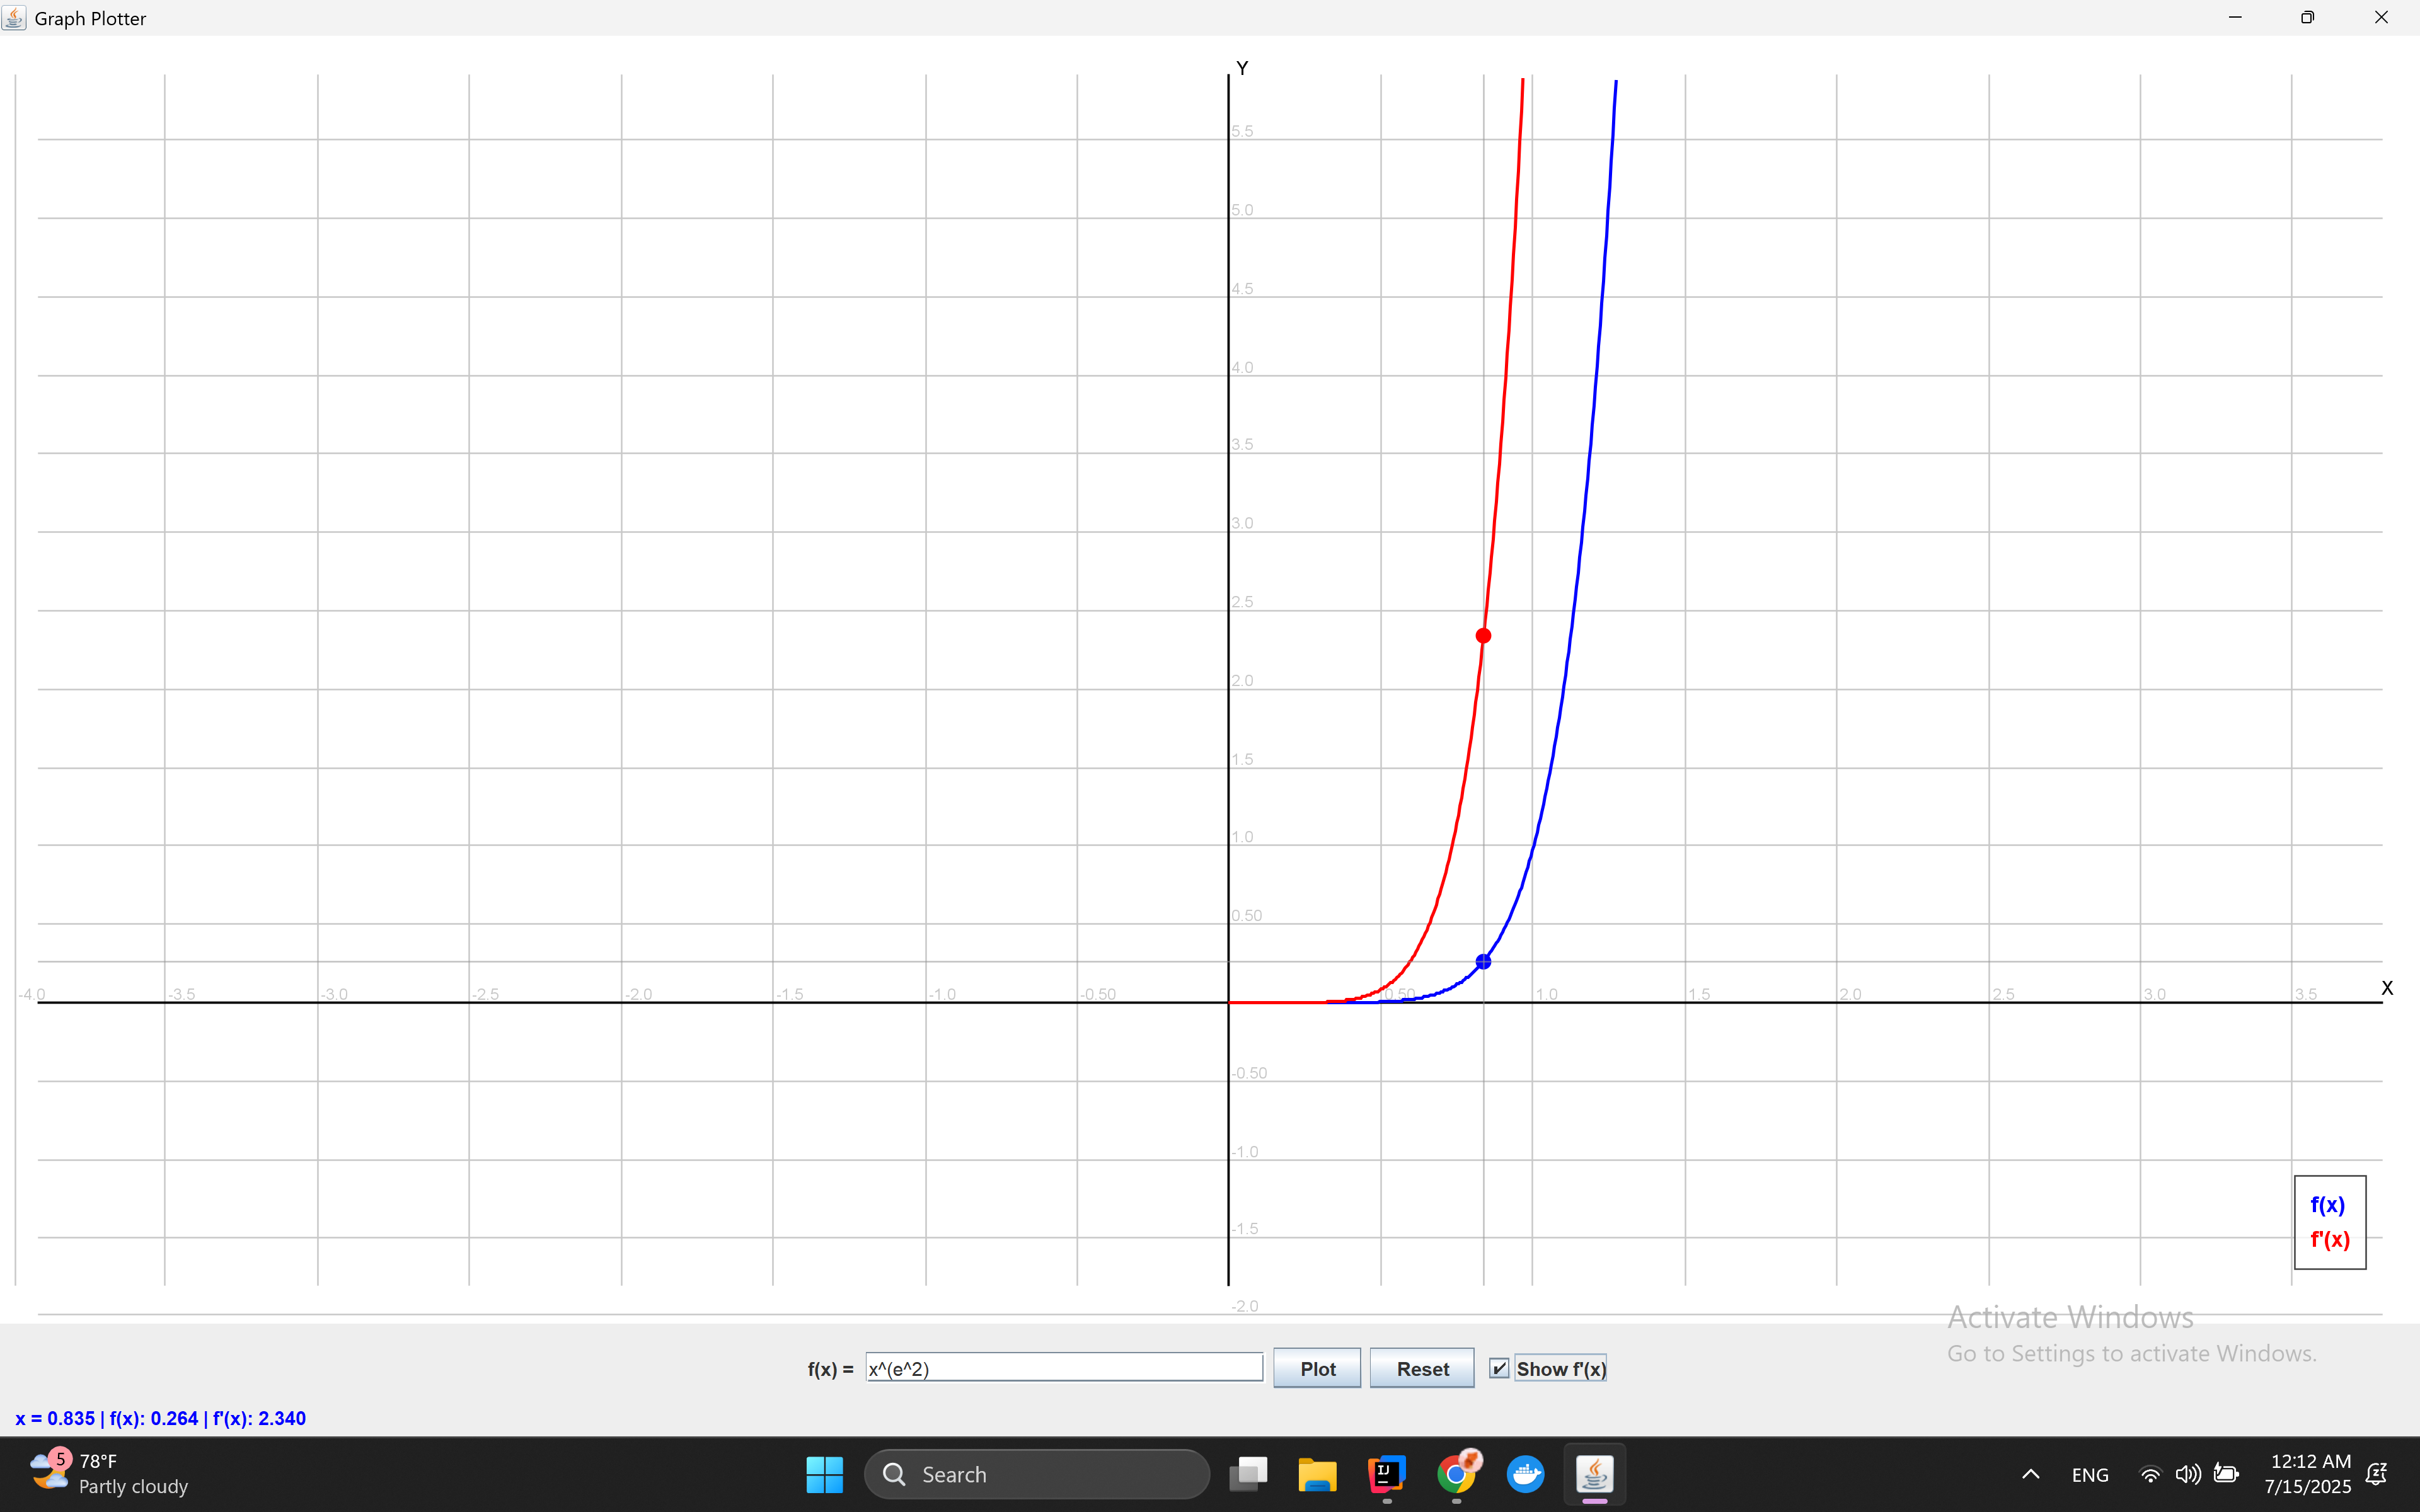 Graph Plotter
Y
5.5
5.0
4.5
4.0
3.5
3.0
2.5
2.0
1.5
1.0
0.50
-4.0 -3.5 -3.0 -2.5 -2.0 -1.5 -1.0 -0.50 0.50 1.0 1.5 2.0 2.5 3.0 3.5 X
-0.50
-1.0
-1.5
-2.0
f(x)
f'(x)
Activate Windows
Go to Settings to activate Windows.
f(x) = x^(e^2) Plot Reset Show f'(x)
x = 0.835 | f(x): 0.264 | f'(x): 2.340
5 78°F
Partly cloudy
Search
IJ
ENG
12:12 AM
7/15/2025